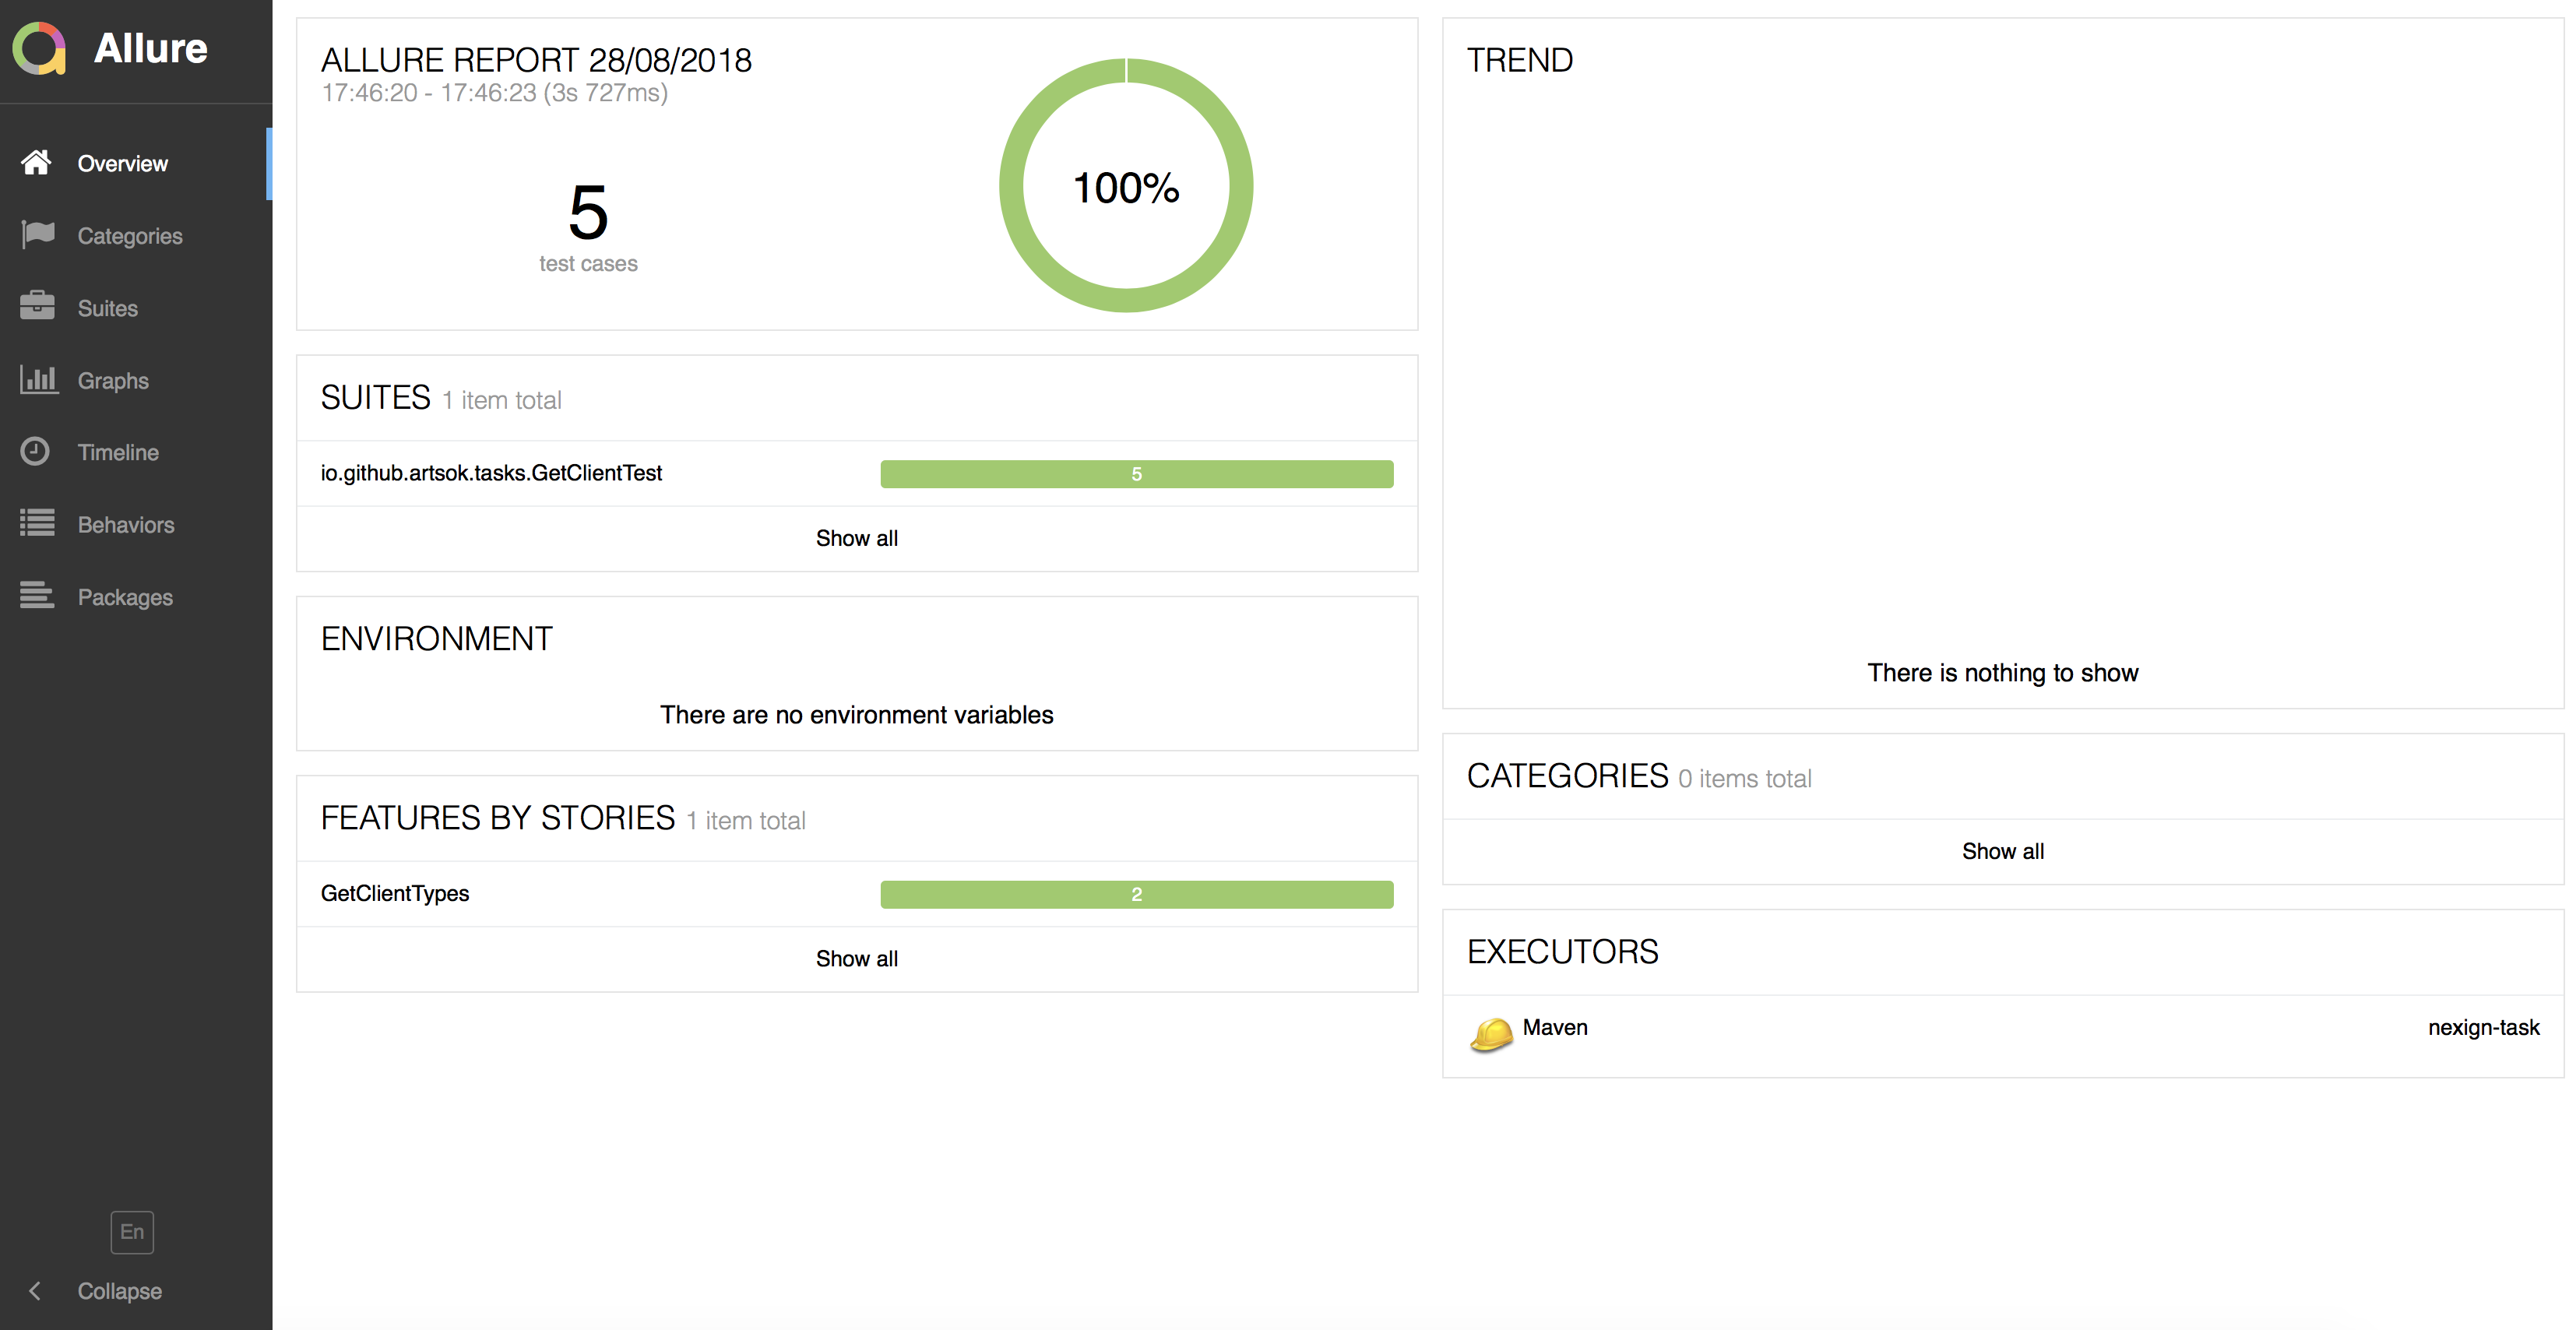 Allure
Overview
Categories
Suites
Graphs
Timeline
Behaviors
Packages
En
Collapse
ALLURE REPORT 28/08/2018
17:46:20 - 17:46:23 (3s 727ms)
5
test cases
100%
SUITES 1 item total
io.github.artsok.tasks.GetClientTest 5
Show all
ENVIRONMENT
There are no environment variables
FEATURES BY STORIES 1 item total
GetClientTypes 2
Show all
TREND
There is nothing to show
CATEGORIES 0 items total
Show all
EXECUTORS
Maven nexign-task